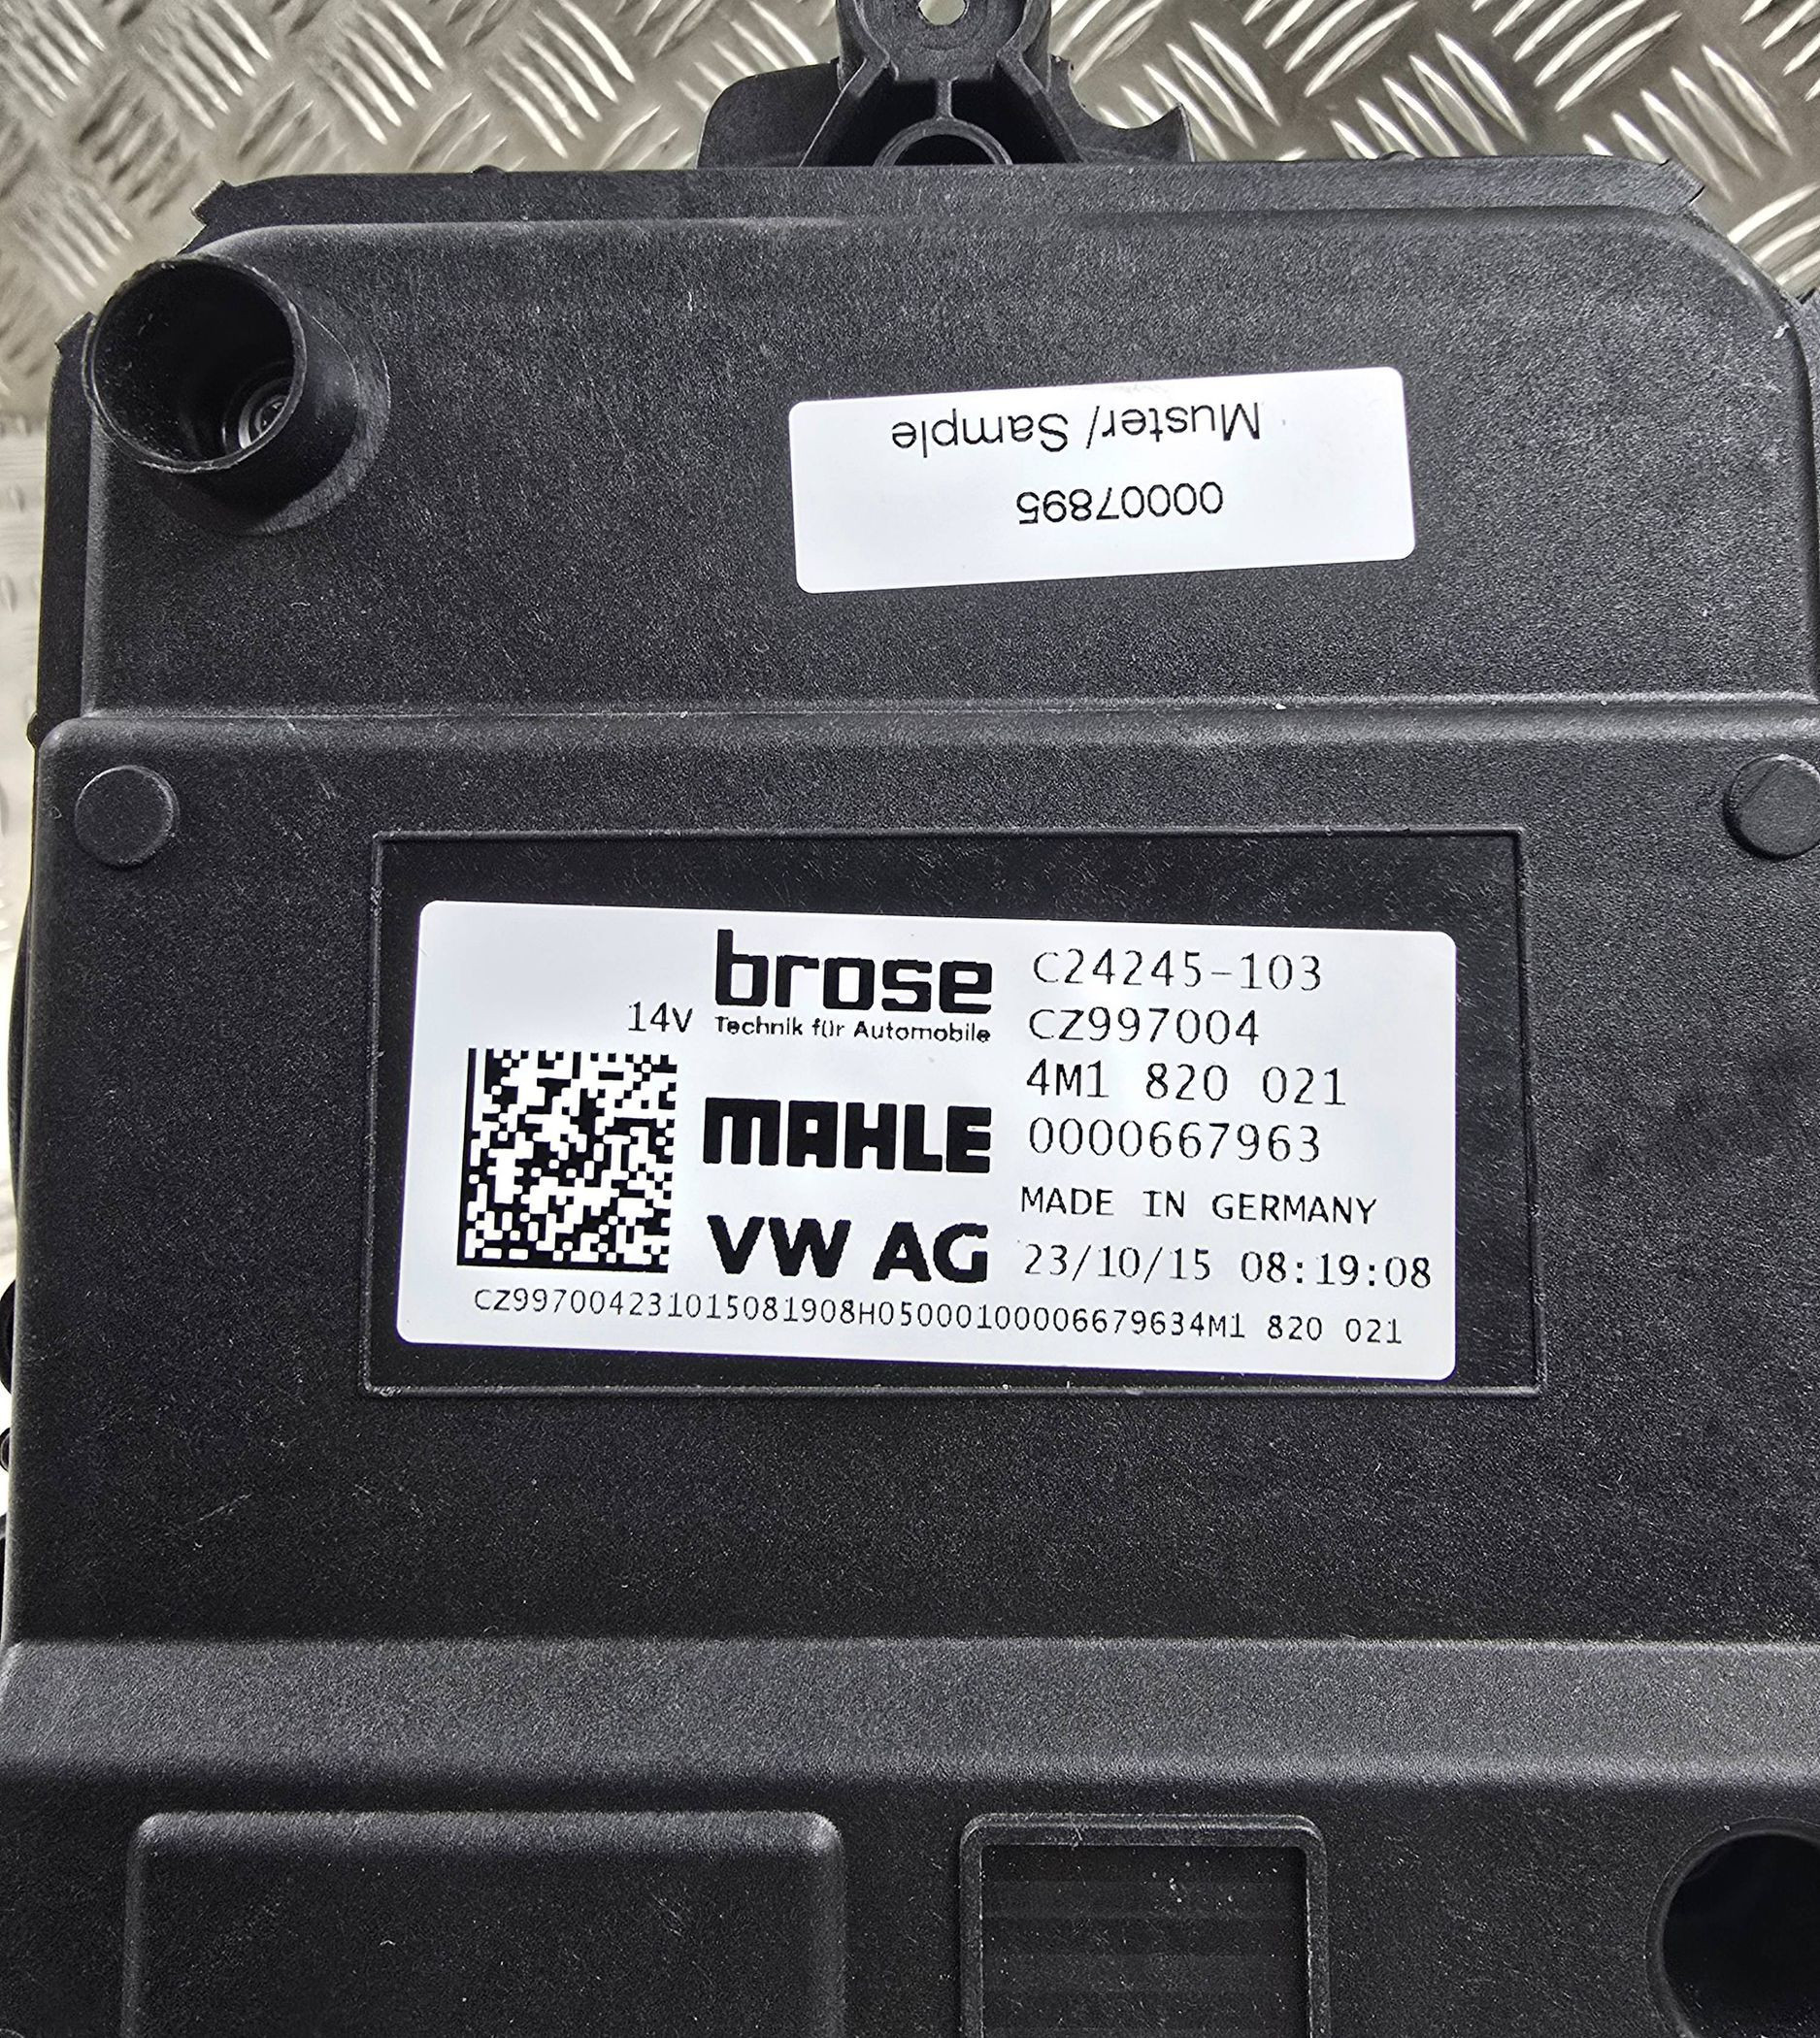 Muster/ Sample
00007895
brose
Technik für Automobile
14V
MAHLE
VW AG
C24245-103
CZ997004
4M1 820 021
0000667963
MADE IN GERMANY
23/10/15 08:19:08
CZ997004231015081908H05000100006679634M1 820 021